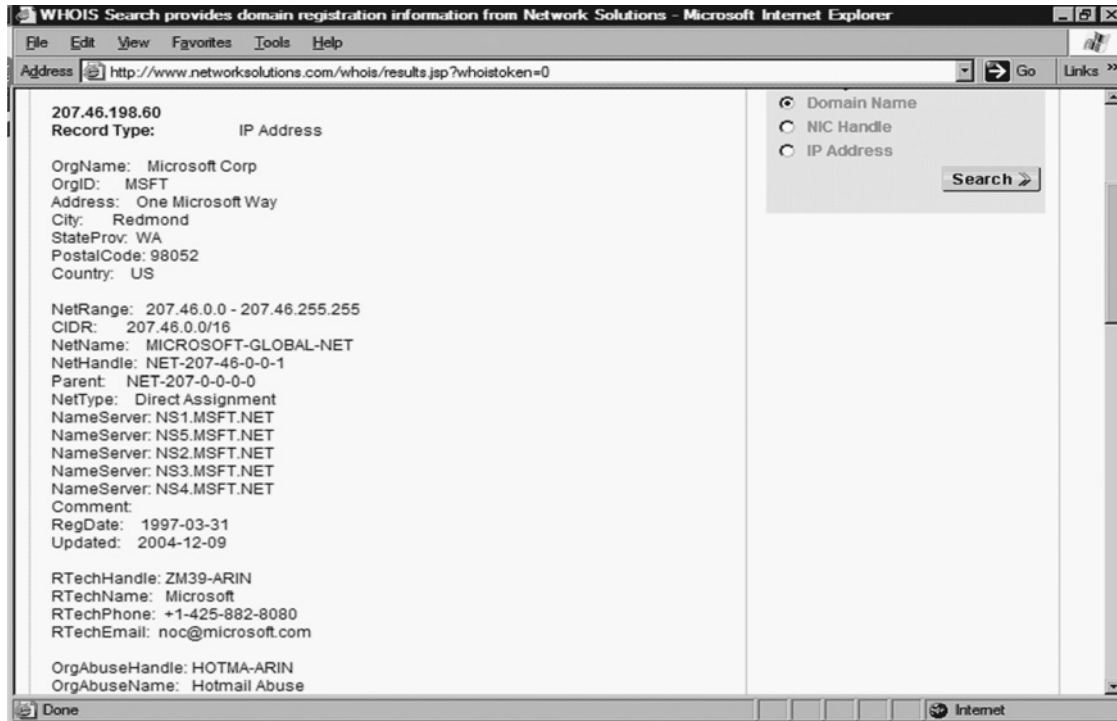 WHOIS Search provides domain registration information from Network Solutions - Microsoft Internet Explorer
File Edit View Favorites Tools Help
Address http://www.networksolutions.com/whois/results.jsp?whoistoken=0 Go Links »
207.46.198.60
Record Type: IP Address
OrgName: Microsoft Corp
OrgID: MSFT
Address: One Microsoft Way
City: Redmond
StateProv: WA
PostalCode: 98052
Country: US
NetRange: 207.46.0.0 - 207.46.255.255
CIDR: 207.46.0.0/16
NetName: MICROSOFT-GLOBAL-NET
NetHandle: NET-207-46-0-0-1
Parent: NET-207-0-0-0-0
NetType: Direct Assignment
NameServer: NS1.MSFT.NET
NameServer: NS5.MSFT.NET
NameServer: NS2.MSFT.NET
NameServer: NS3.MSFT.NET
NameServer: NS4.MSFT.NET
Comment:
RegDate: 1997-03-31
Updated: 2004-12-09
RTechHandle: ZM39-ARIN
RTechName: Microsoft
RTechPhone: +1-425-882-8080
RTechEmail: noc@microsoft.com
OrgAbuseHandle: HOTMA-ARIN
OrgAbuseName: Hotmail Abuse
Domain Name
NIC Handle
IP Address
Search »
Done Internet